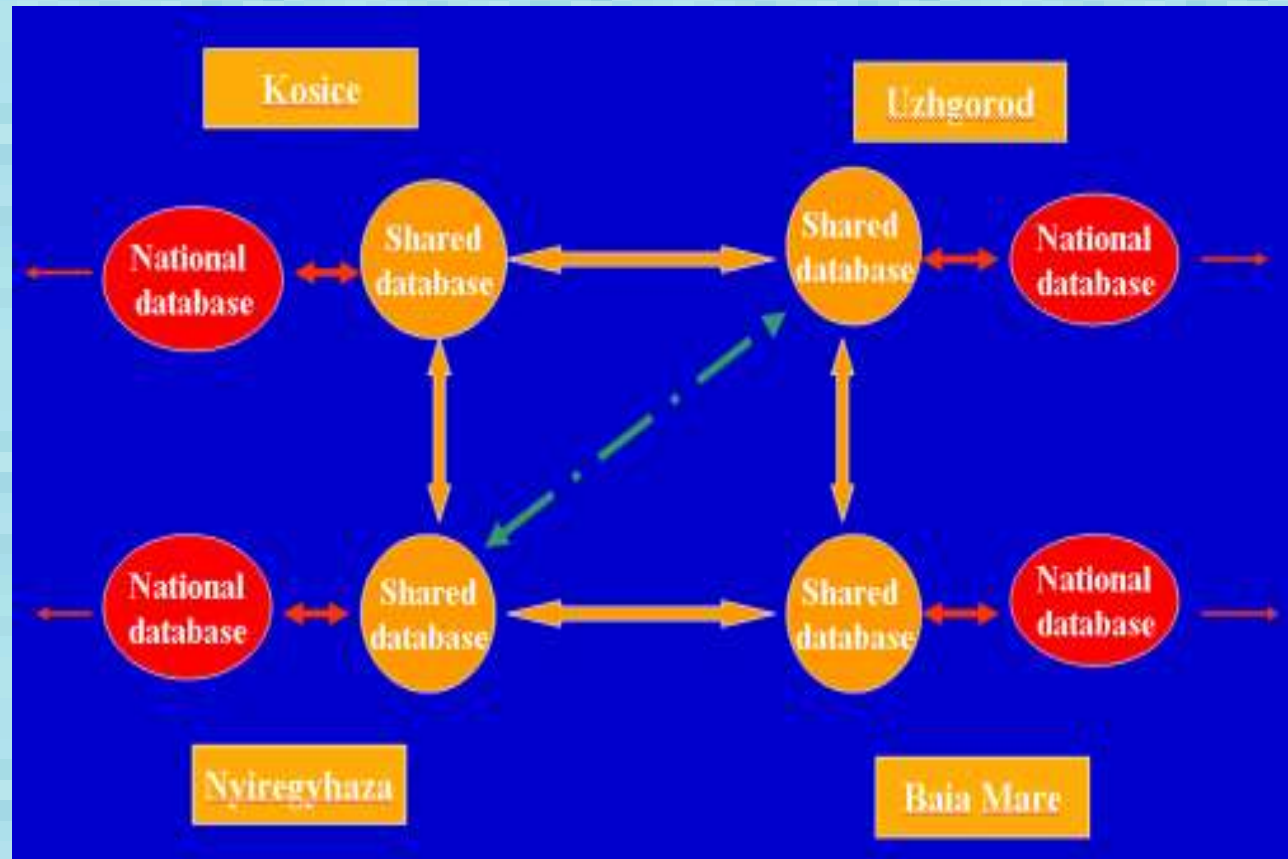 Kosice
Uzhgorod
National
database
Shared
database
Shared
database
National
database
National
database
Shared
database
Shared
database
National
database
Nyiregyhaza
Baia Mare